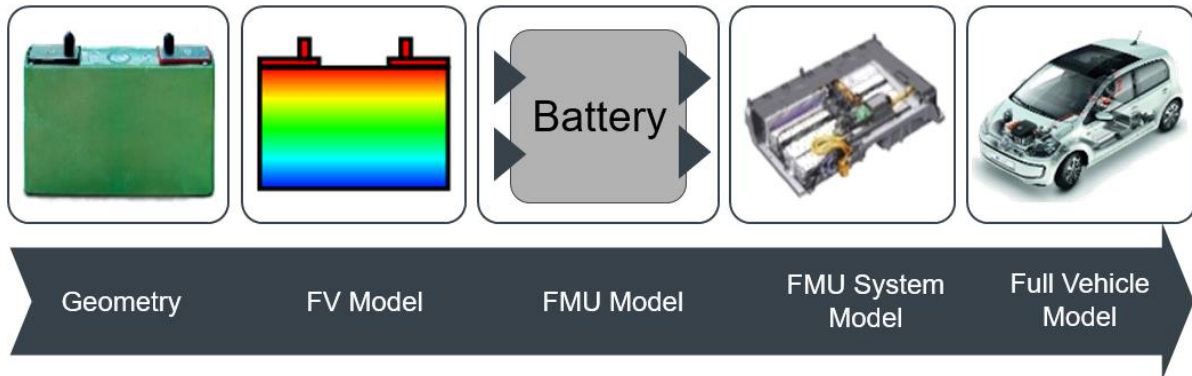 Battery
Geometry
FV Model
FMU Model
FMU System
Model
Full Vehicle
Model